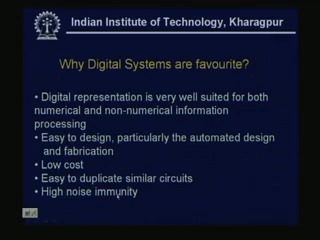 Indian Institute of Technology, Kharagpur
Why Digital Systems are favourite?
• Digital representation is very well suited for both
numerical and non-numerical information
processing
• Easy to design, particularly the automated design
and fabrication
• Low cost
• Easy to duplicate similar circuits
• High noise immunity